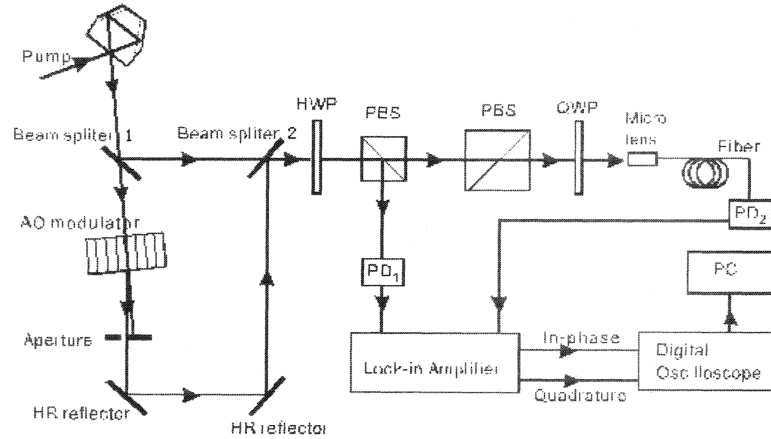 Pump
HWP
PBS
PBS
QWP
Micro
lens
Beam spliter 1
Beam spliter 2
Fiber
PD2
AO modulator
PD1
PC
Aperture
In-phase
Lock-in Amplifier
Digital
Oscilloscope
Quadrature
HR reflector
HR reflector